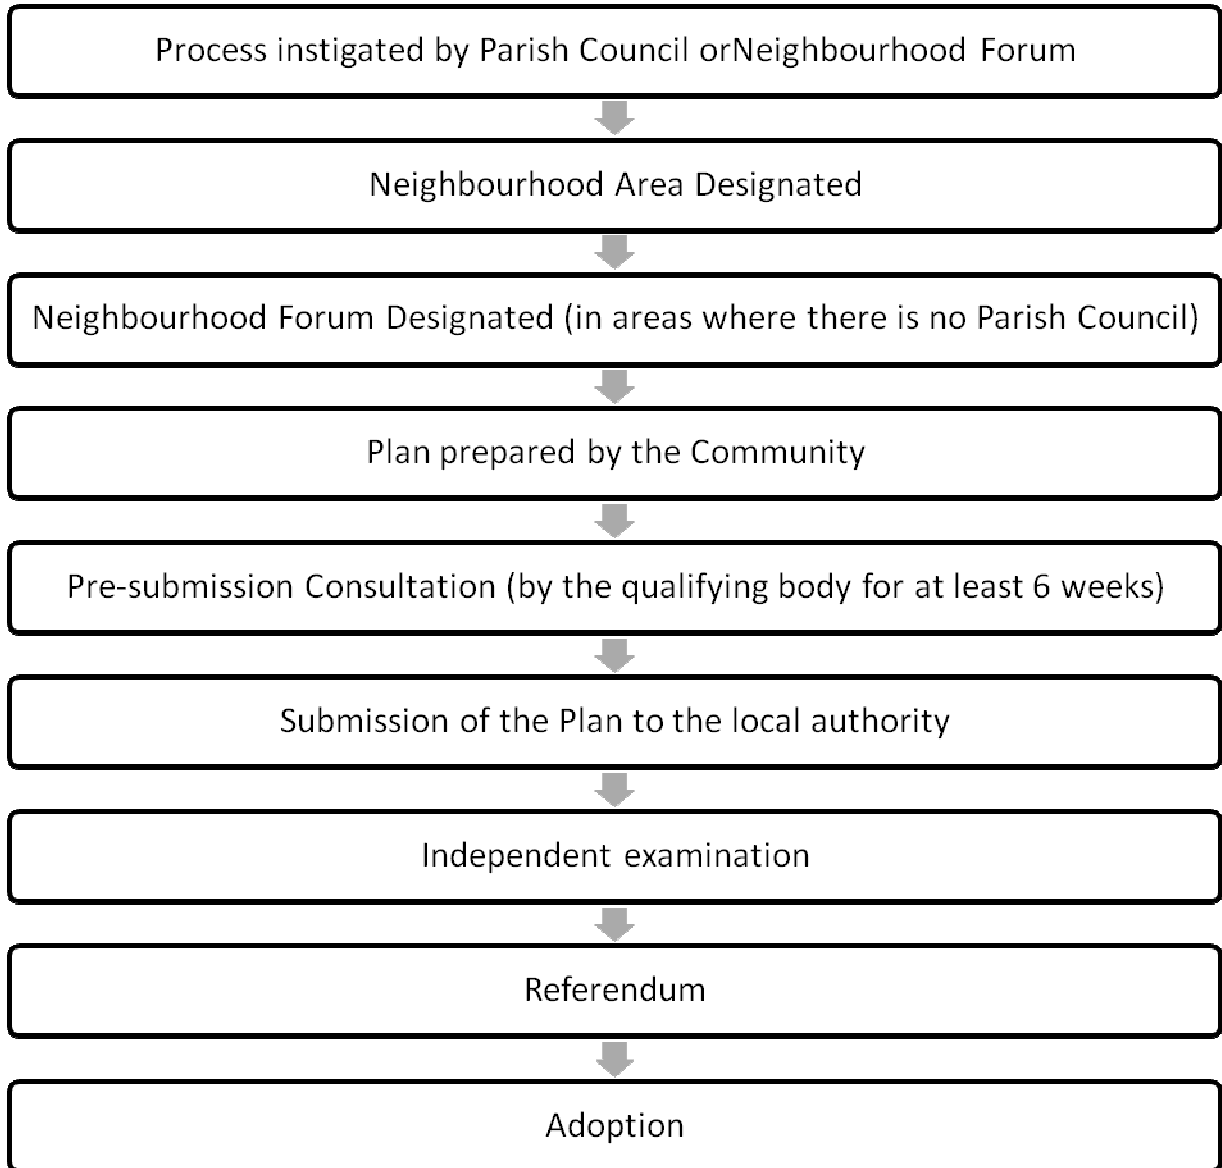 Process instigated by Parish Council orNeighbourhood Forum
Neighbourhood Area Designated
Neighbourhood Forum Designated (in areas where there is no Parish Council)
Plan prepared by the Community
Pre-submission Consultation (by the qualifying body for at least 6 weeks)
Submission of the Plan to the local authority
Independent examination
Referendum
Adoption